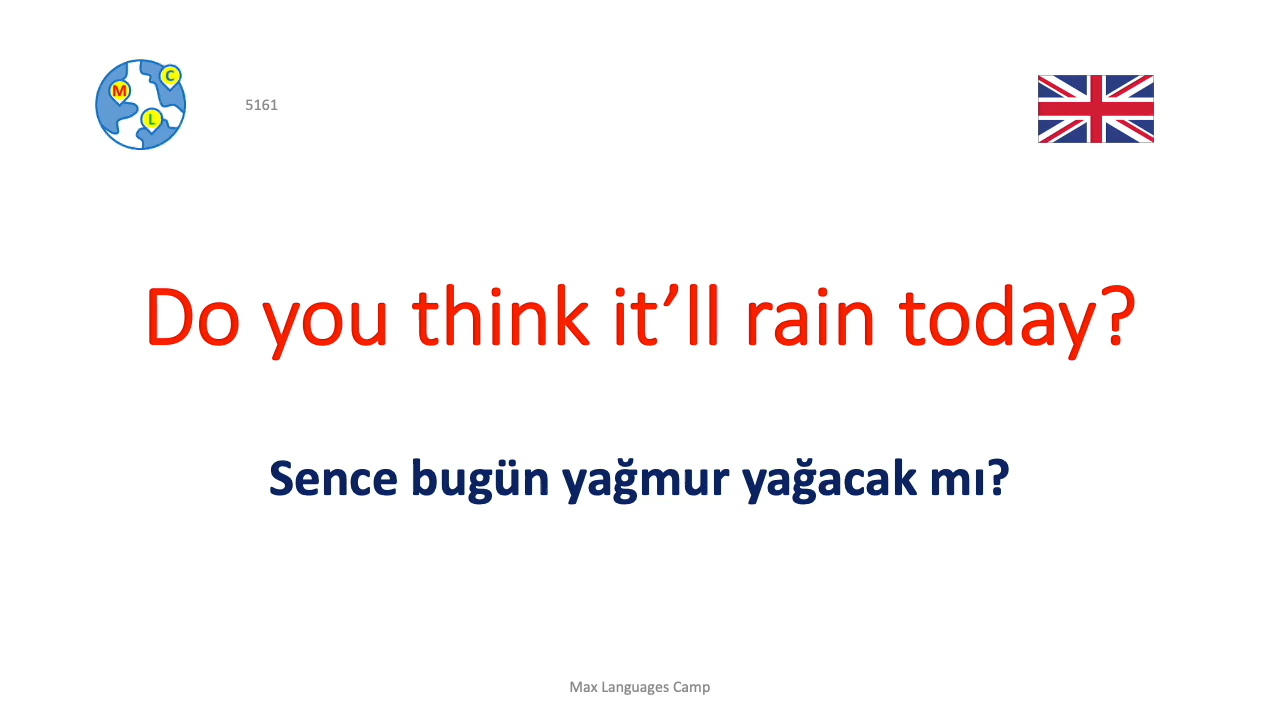 M
C
L
5161
Do you think it’ll rain today?
Sence bugün yağmur yağacak mı?
Max Languages Camp